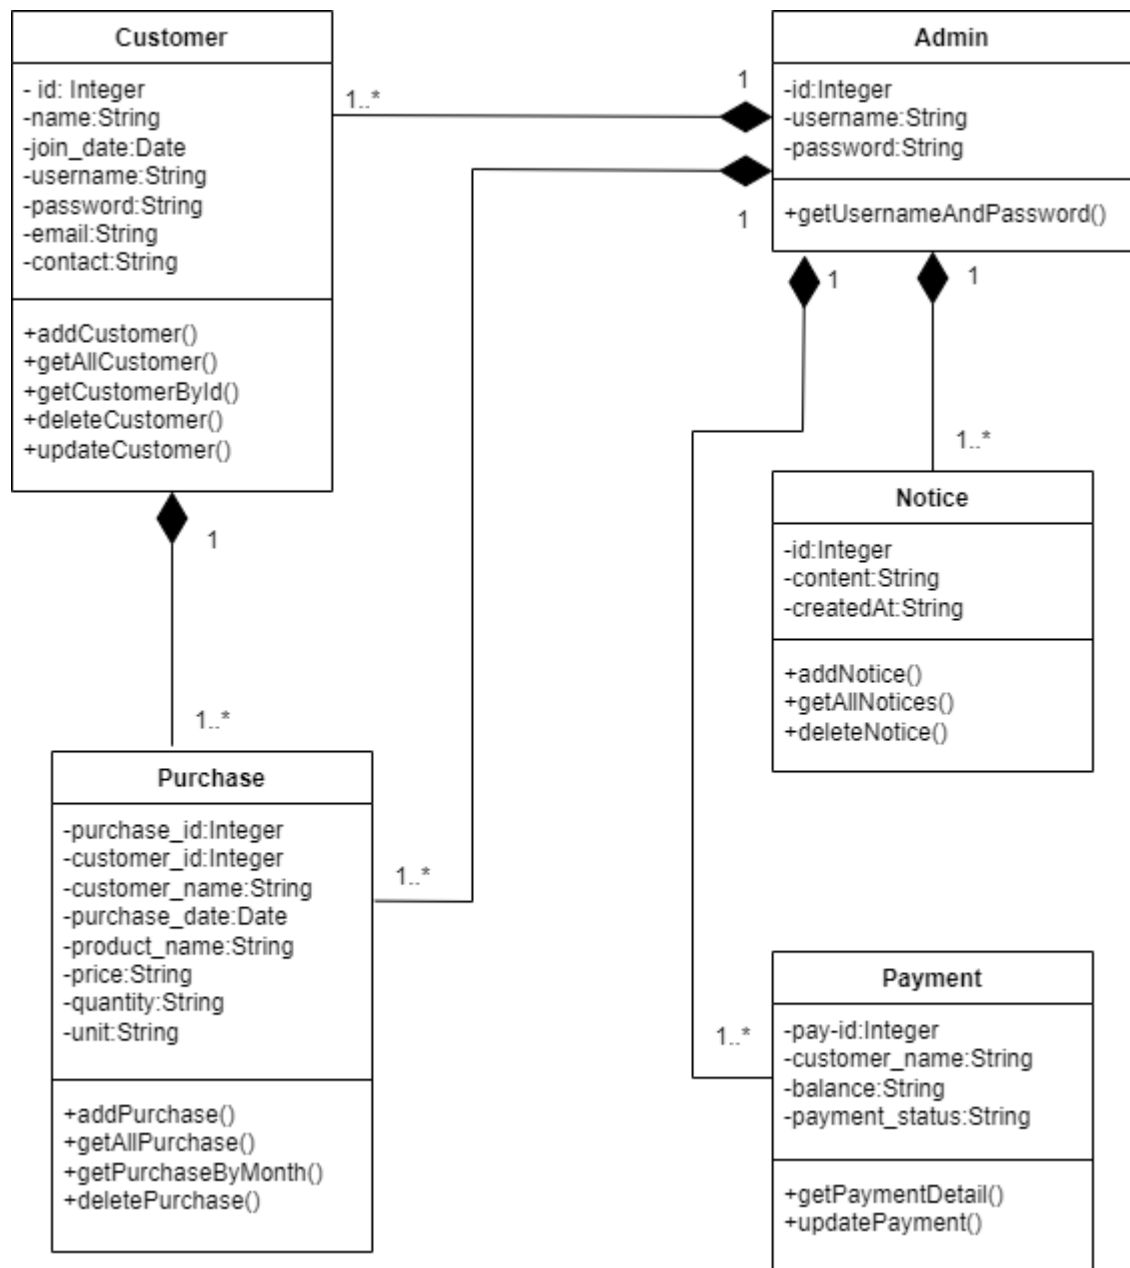 Customer
- id: Integer
-name:String
-join_date:Date
-username:String
-password:String
-email:String
-contact:String
+addCustomer()
+getAllCustomer()
+getCustomerById()
+deleteCustomer()
+updateCustomer()
1..*
1
Admin
-id:Integer
-username:String
-password:String
+getUsernameAndPassword()
1
1
1
1..*
Notice
-id:Integer
-content:String
-createdAt:String
+addNotice()
+getAllNotices()
+deleteNotice()
1
1..*
Purchase
-purchase_id:Integer
-customer_id:Integer
-customer_name:String
-purchase_date:Date
-product_name:String
-price:String
-quantity:String
-unit:String
+addPurchase()
+getAllPurchase()
+getPurchaseByMonth()
+deletePurchase()
1..*
1..*
Payment
-pay-id:Integer
-customer_name:String
-balance:String
-payment_status:String
+getPaymentDetail()
+updatePayment()